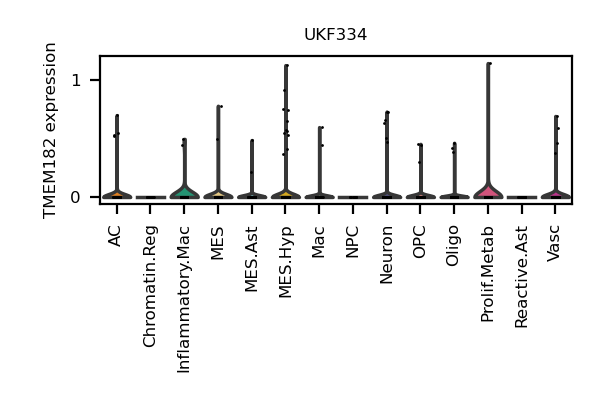 UKF334
TMEM182 expression
1
0
AC
Chromatin.Reg
Inflammatory.Mac
MES
MES.Ast
MES.Hyp
Mac
NPC
Neuron
OPC
Oligo
Prolif.Metab
Reactive.Ast
Vasc